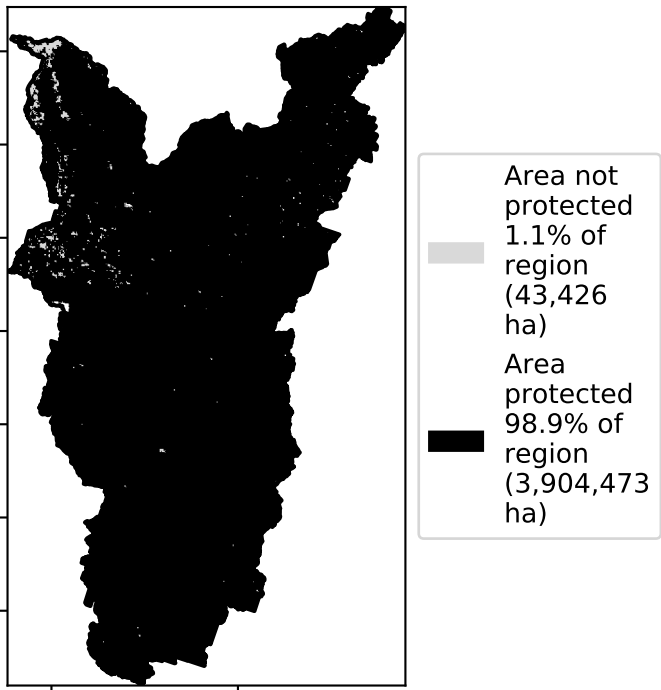 Area not
protected
1.1% of
region
(43,426
ha)
Area
protected
98.9% of
region
(3,904,473
ha)